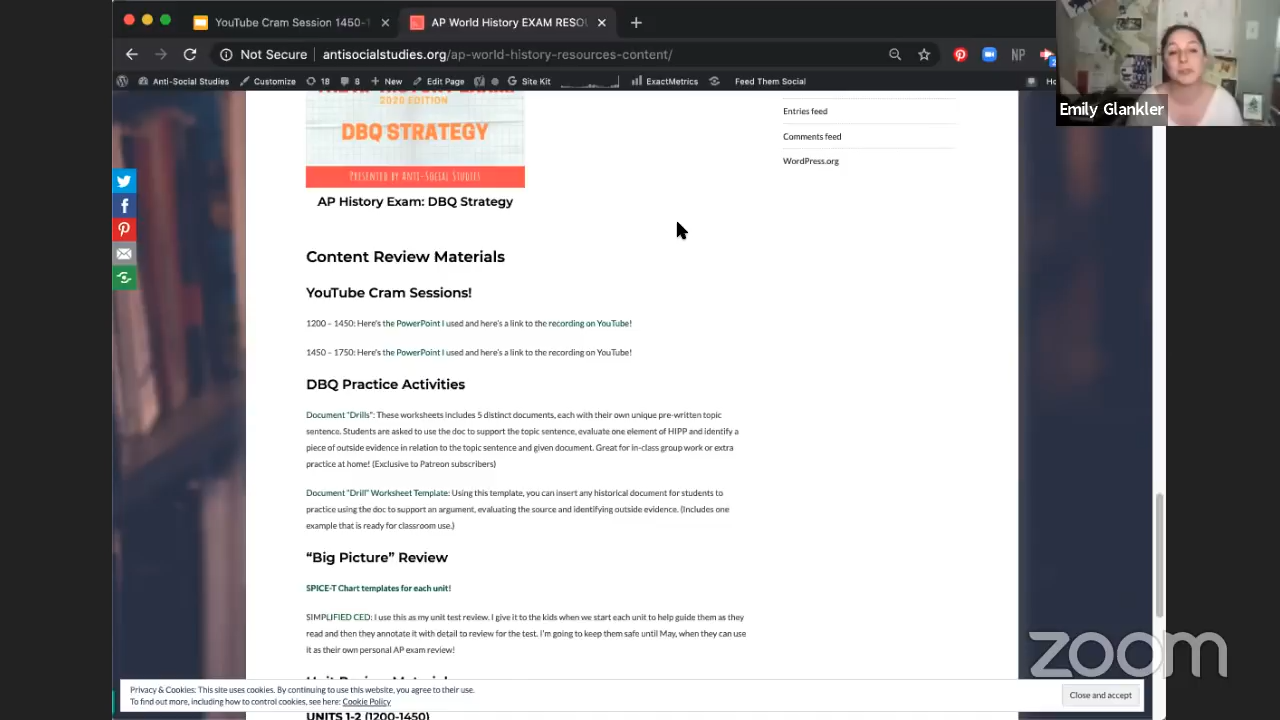 YouTube Cram Session 1450-1
AP World History EXAM RESOU
Not Secure
antisocialstudies.org/ap-world-history-resources-content/
NP
Anti-Social Studies
Customize
18
8
New
Edit Page
Site Kit
ExactMetrics
Feed Them Social
Emily Glankler
2020 EDITION
DBQ STRATEGY
PRESENTED BY ANTI-SOCIAL STUDIES
AP History Exam: DBQ Strategy
Entries feed
Comments feed
WordPress.org
Content Review Materials
YouTube Cram Sessions!
1200 – 1450: Here's the PowerPoint I used and here's a link to the recording on YouTube!
1450 – 1750: Here's the PowerPoint I used and here's a link to the recording on YouTube!
DBQ Practice Activities
Document "Drills": These worksheets includes 5 distinct documents, each with their own unique pre-written topic
sentence. Students are asked to use the doc to support the topic sentence, evaluate one element of HIPP and identify a
piece of outside evidence in relation to the topic sentence and given document. Great for in-class group work or extra
practice at home! (Exclusive to Patreon subscribers)
Document "Drill" Worksheet Template: Using this template, you can insert any historical document for students to
practice using the doc to support an argument, evaluating the source and identifying outside evidence. (Includes one
example that is ready for classroom use.)
“Big Picture” Review
SPICE-T Chart templates for each unit!
SIMPLIFIED CED: I use this as my unit test review. I give it to the kids when we start each unit to help guide them as they
read and then they annotate it with detail to review for the test. I'm going to keep them safe until May, when they can use
it as their own personal AP exam review!
Privacy & Cookies: This site uses cookies. By continuing to use this website, you agree to their use.
To find out more, including how to control cookies, see here: Cookie Policy
Close and accept
UNITS 1-2 (1200-1450)
zoom